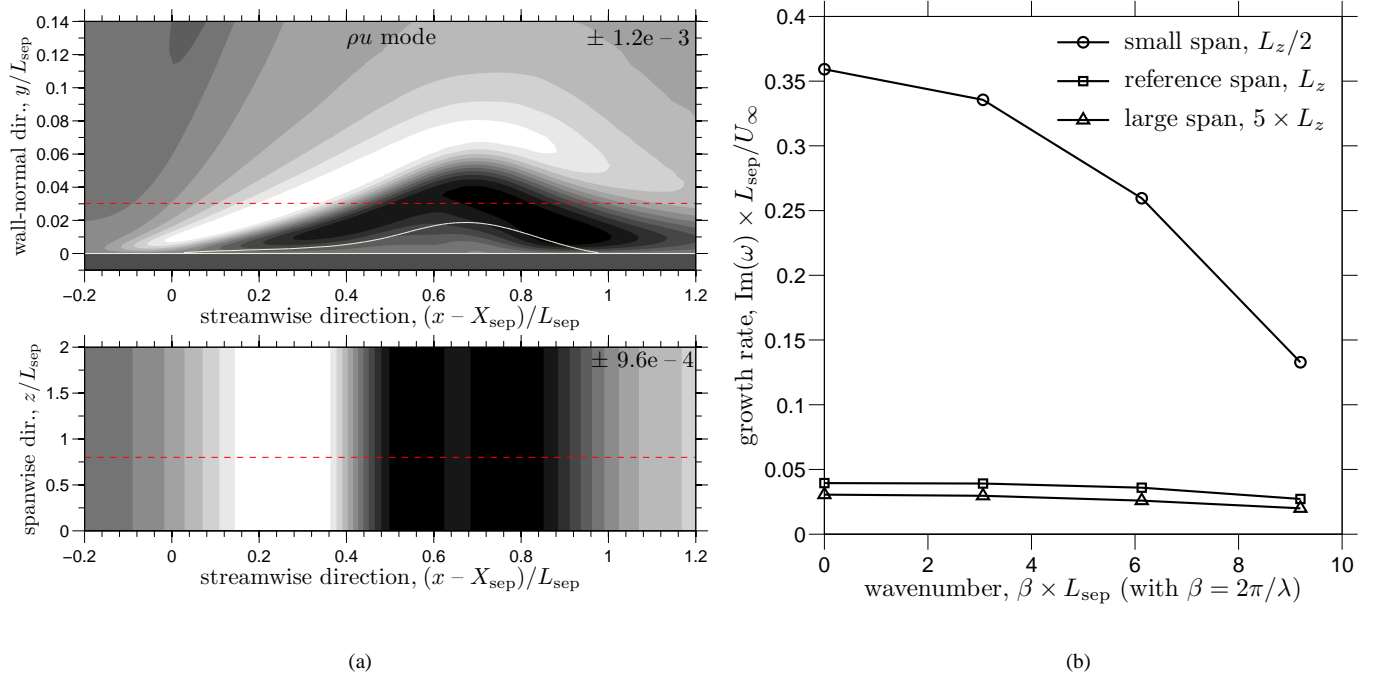 ρu mode
± 1.2e – 3
wall-normal dir., y/L_sep
0.14
0.12
0.1
0.08
0.06
0.04
0.02
0
−0.2 0 0.2 0.4 0.6 0.8 1 1.2
streamwise direction, (x – X_sep)/L_sep
± 9.6e – 4
spanwise dir., z/L_sep
2
1.5
1
0.5
0
−0.2 0 0.2 0.4 0.6 0.8 1 1.2
streamwise direction, (x – X_sep)/L_sep
(a)
growth rate, Im(ω) × L_sep/U_∞
0.4
0.35
0.3
0.25
0.2
0.15
0.1
0.05
0
small span, L_z/2
reference span, L_z
large span, 5 × L_z
0 2 4 6 8 10
wavenumber, β × L_sep (with β = 2π/λ)
(b)